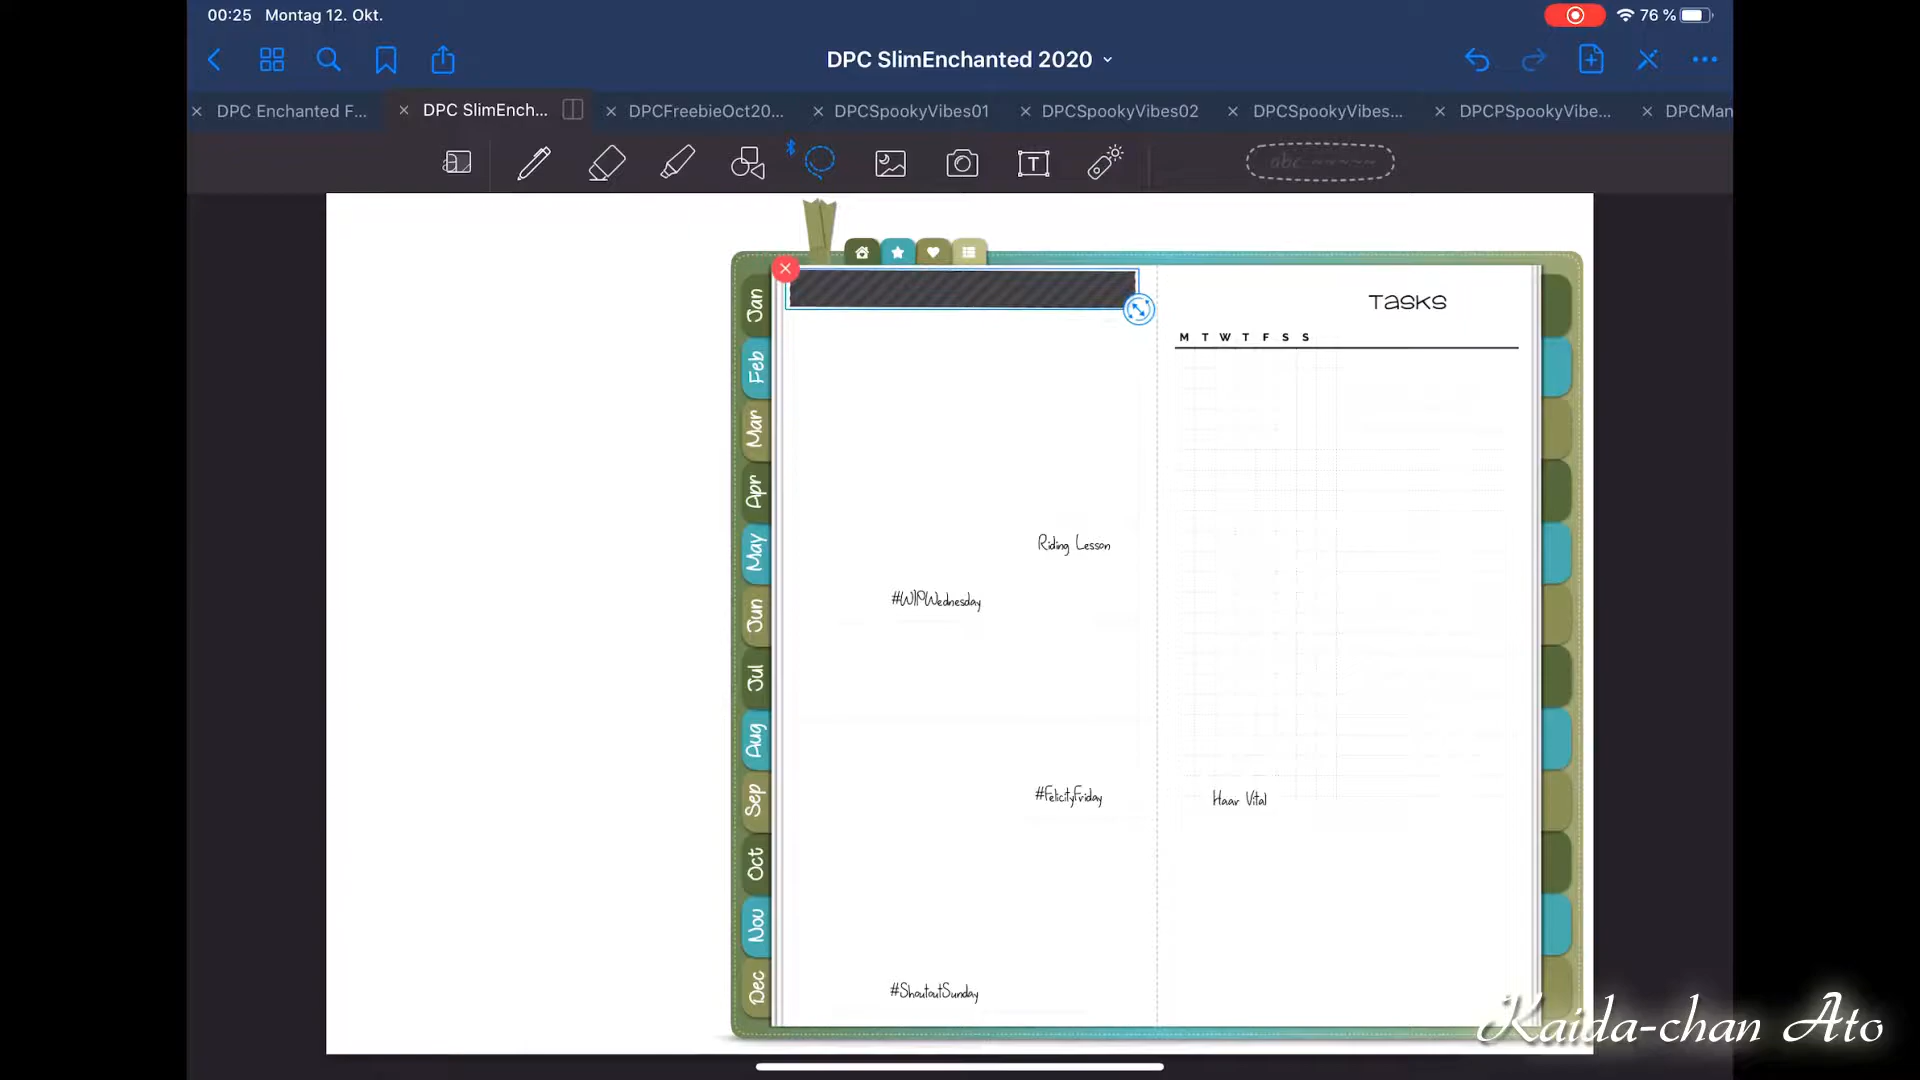 00:25 Montag 12. Okt.
76 %
DPC SlimEnchanted 2020
DPC Enchanted F...
DPC SlimEnch...
DPCFreebieOct20...
DPCSpookyVibes01
DPCSpookyVibes02
DPCSpookyVibes...
DPCPSpookyVibe...
DPCMan
T
abc
Jan
Feb
Mar
Apr
May
Jun
Jul
Aug
Sep
Oct
Nov
Dec
Riding Lesson
#WIPWednesday
#FelicityFriday
#ShoutoutSunday
Tasks
M T W T F S S
Haar Vital
Kaida-chan Ato